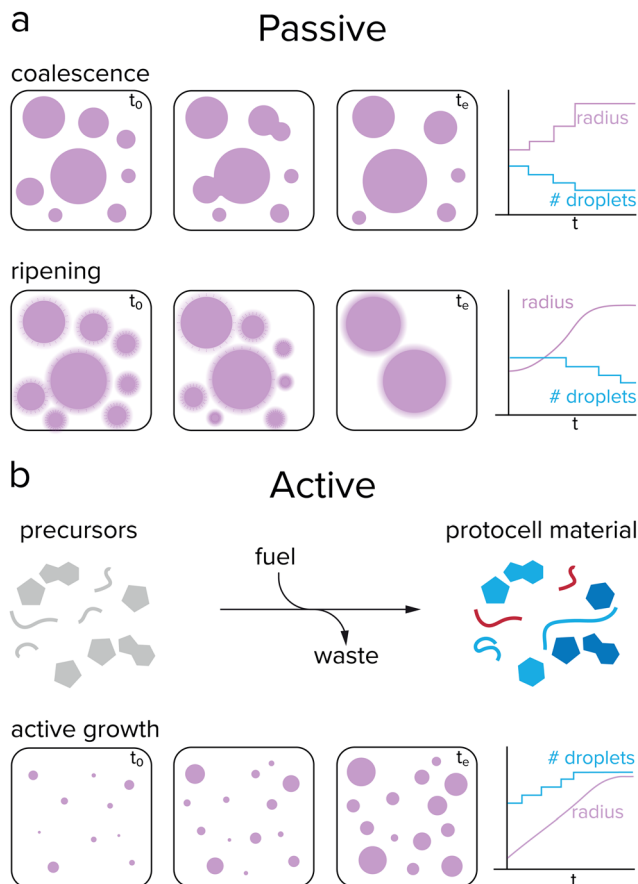 a
Passive
coalescence
t0
te
radius
# droplets
t
ripening
t0
te
radius
# droplets
t
b
Active
precursors
fuel
waste
protocell material
active growth
t0
te
# droplets
radius
t